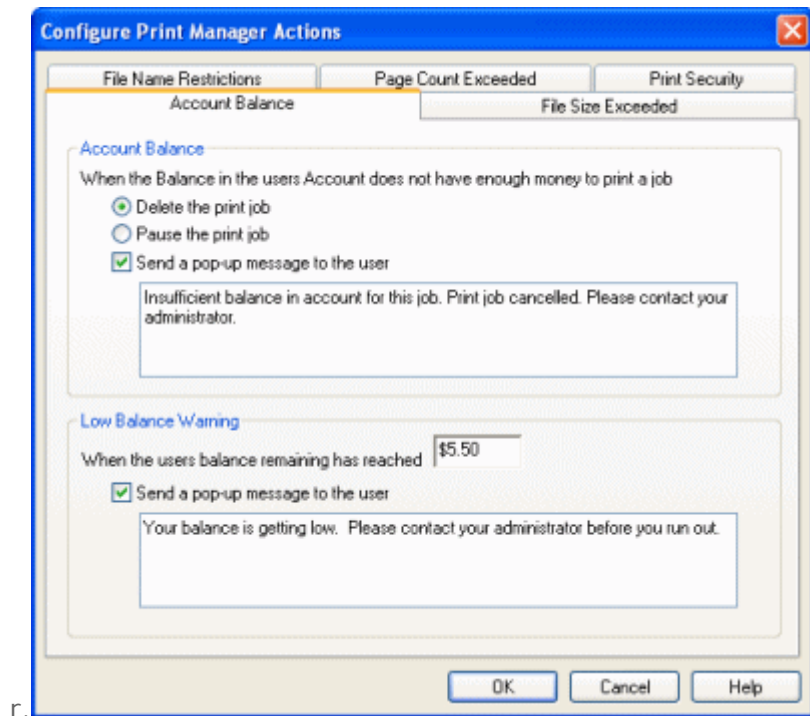 Configure Print Manager Actions
File Name Restrictions
Page Count Exceeded
Print Security
Account Balance
File Size Exceeded
Account Balance
When the Balance in the users Account does not have enough money to print a job
Delete the print job
Pause the print job
Send a pop-up message to the user
Insufficient balance in account for this job. Print job cancelled. Please contact your
administrator.
Low Balance Warning
When the users balance remaining has reached $5.50
Send a pop-up message to the user
Your balance is getting low.  Please contact your administrator before you run out.
OK
Cancel
Help
r.